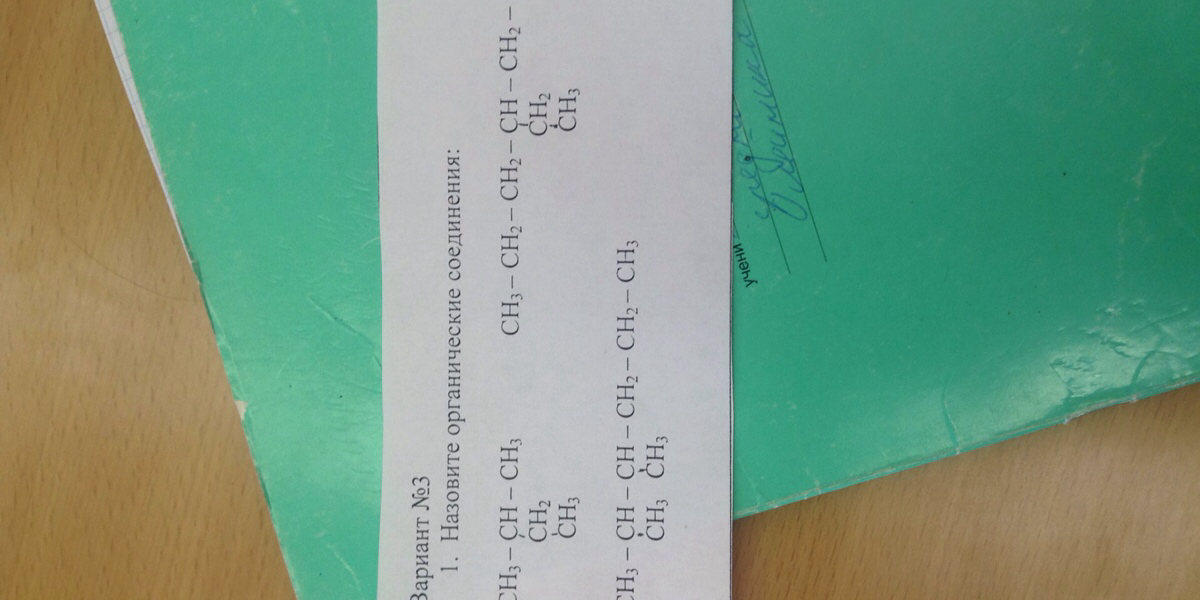 Вариант №3
1. Назовите органические соединения:
CH₃ – CH – CH₃ CH₃ – CH₂ – CH₂ – CH₂ – CH – CH₂ –
CH₂ CH₂
CH₃ CH₃
CH₃ – CH – CH – CH₂ – CH₂ – CH₃
CH₃ CH₃
учени